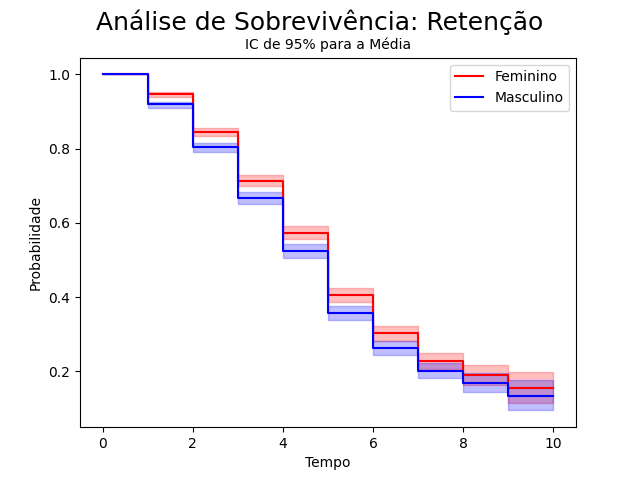 Análise de Sobrevivência: Retenção
IC de 95% para a Média
Feminino
Masculino
Probabilidade
1.0
0.8
0.6
0.4
0.2
0
2
4
6
8
10
Tempo